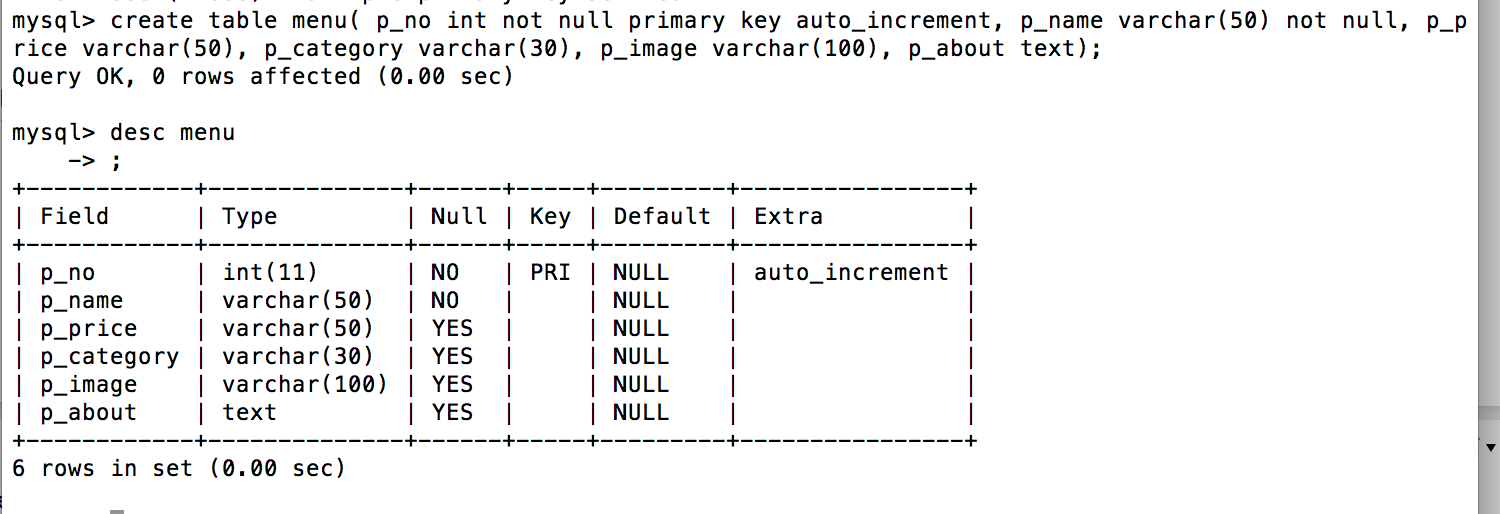 mysql> create table menu( p_no int not null primary key auto_increment, p_name varchar(50) not null, p_p
rice varchar(50), p_category varchar(30), p_image varchar(100), p_about text);
Query OK, 0 rows affected (0.00 sec)
mysql> desc menu
    -> ;
+------------+--------------+------+-----+---------+----------------+
| Field      | Type         | Null | Key | Default | Extra          |
+------------+--------------+------+-----+---------+----------------+
| p_no       | int(11)      | NO   | PRI | NULL    | auto_increment |
| p_name     | varchar(50)  | NO   |     | NULL    |                |
| p_price    | varchar(50)  | YES  |     | NULL    |                |
| p_category | varchar(30)  | YES  |     | NULL    |                |
| p_image    | varchar(100) | YES  |     | NULL    |                |
| p_about    | text         | YES  |     | NULL    |                |
+------------+--------------+------+-----+---------+----------------+
6 rows in set (0.00 sec)